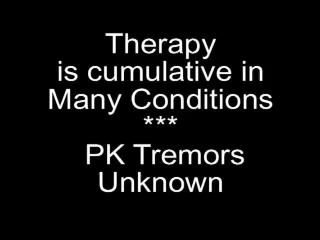 Therapy
is cumulative in
Many Conditions
***
PK Tremors
Unknown